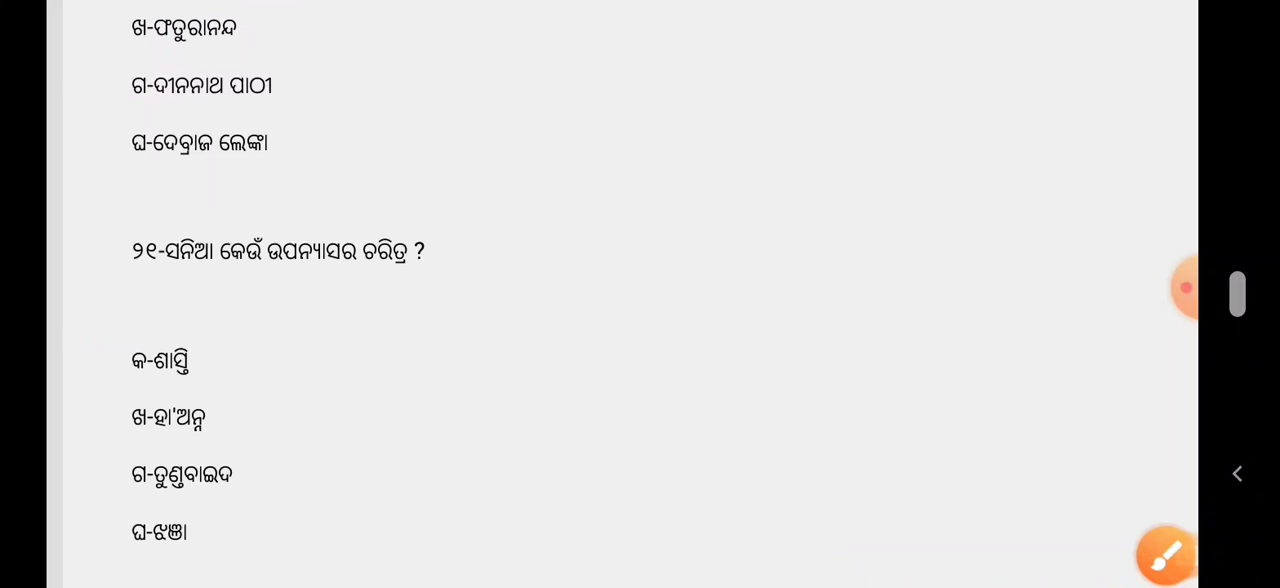 ଖ-ଫତୁରାନନ୍ଦ
ଗ-ଦୀନନାଥ ପାଠୀ
ଘ-ଦେବ୍ରାଜ ଲେଙ୍କା
୨୧-ସନିଆ କେଉଁ ଉପନ୍ୟାସର ଚରିତ୍ର ?
କ-ଶାସ୍ତି
ଖ-ହା'ଅନ୍ନ
ଗ-ତୁଣ୍ଡବାଇଦ
ଘ-ଝଞା